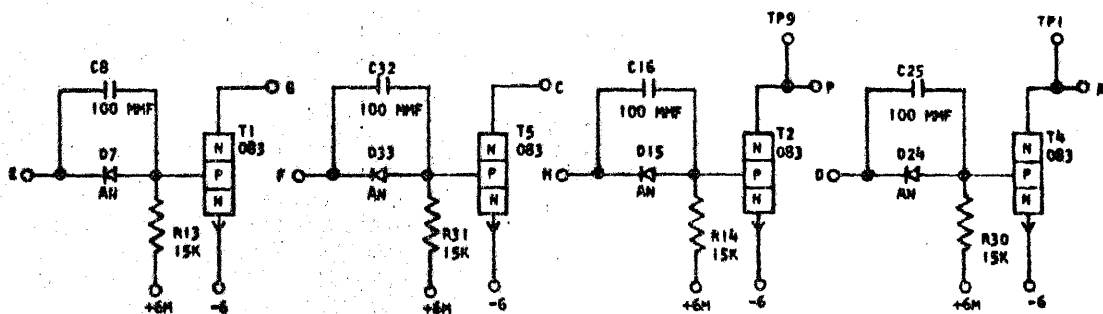 TP9
TP1
C8
100 MMF
G
T1
083
N
P
N
D7
AN
R13
15K
+6M
-6
C32
100 MMF
C
T5
083
N
P
N
F
D33
AN
R31
15K
+6M
-6
C16
100 MMF
P
T2
083
N
P
N
D15
AN
R14
15K
+6M
-6
C25
100 MMF
T4
083
N
P
N
D24
AN
R30
15K
+6M
-6